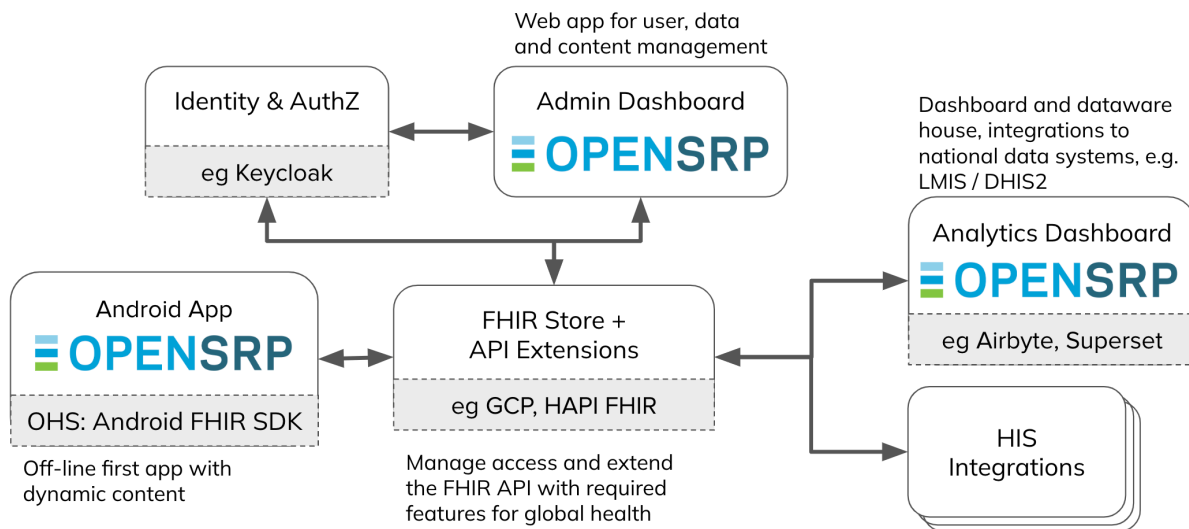 Web app for user, data
and content management
Identity & AuthZ
eg Keycloak
Admin Dashboard
OPENSRP
Dashboard and dataware
house, integrations to
national data systems, e.g.
LMIS / DHIS2
Analytics Dashboard
OPENSRP
eg Airbyte, Superset
Android App
OPENSRP
OHS: Android FHIR SDK
Off-line first app with
dynamic content
FHIR Store +
API Extensions
eg GCP, HAPI FHIR
Manage access and extend
the FHIR API with required
features for global health
HIS
Integrations